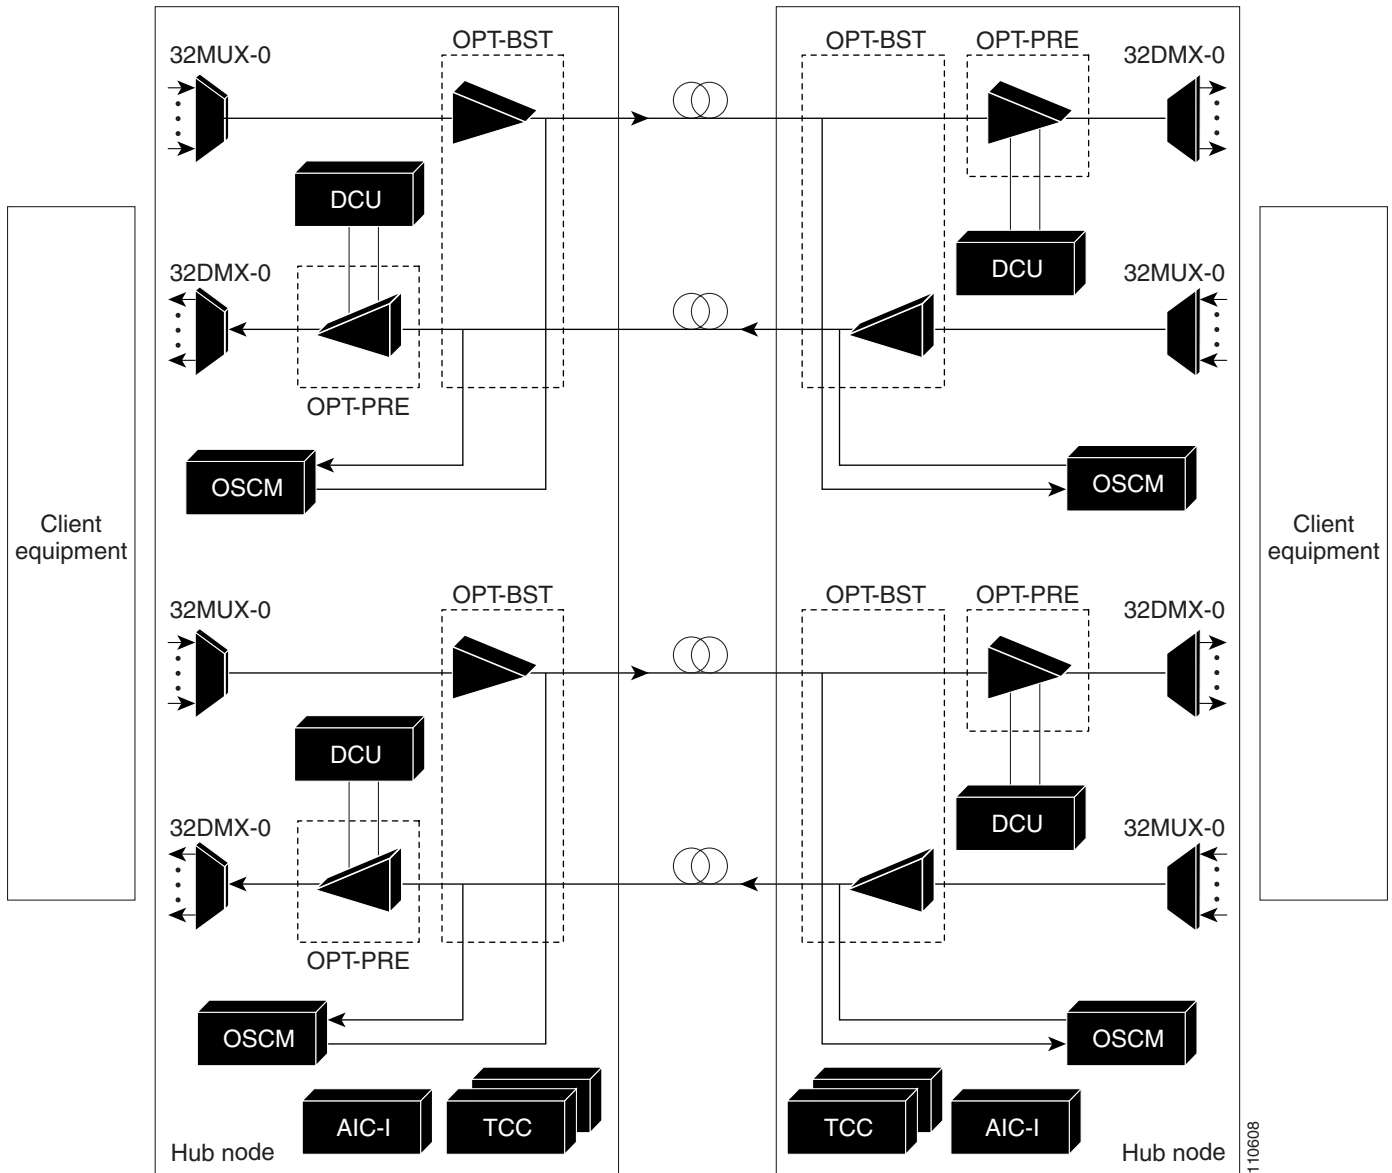 OPT-BST
OPT-BST
OPT-PRE
32MUX-0
32DMX-0
DCU
DCU
32DMX-0
32MUX-0
OPT-PRE
OSCM
OSCM
Client
equipment
Client
equipment
OPT-BST
OPT-BST
OPT-PRE
32MUX-0
32DMX-0
DCU
DCU
32DMX-0
32MUX-0
OPT-PRE
OSCM
OSCM
AIC-I
TCC
TCC
AIC-I
Hub node
Hub node
110608